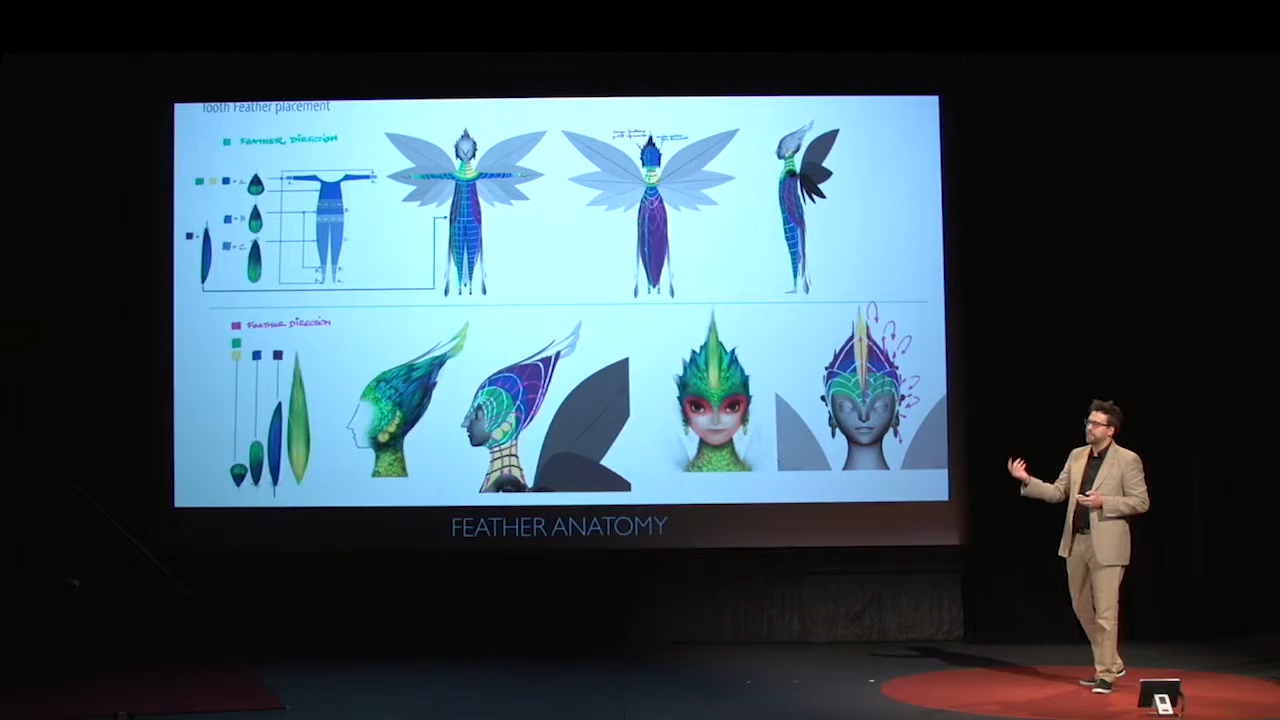 Tooth Feather placement
FEATHER DIRECTION
= A
= B
= C
FEATHER DIRECTION
FEATHER ANATOMY